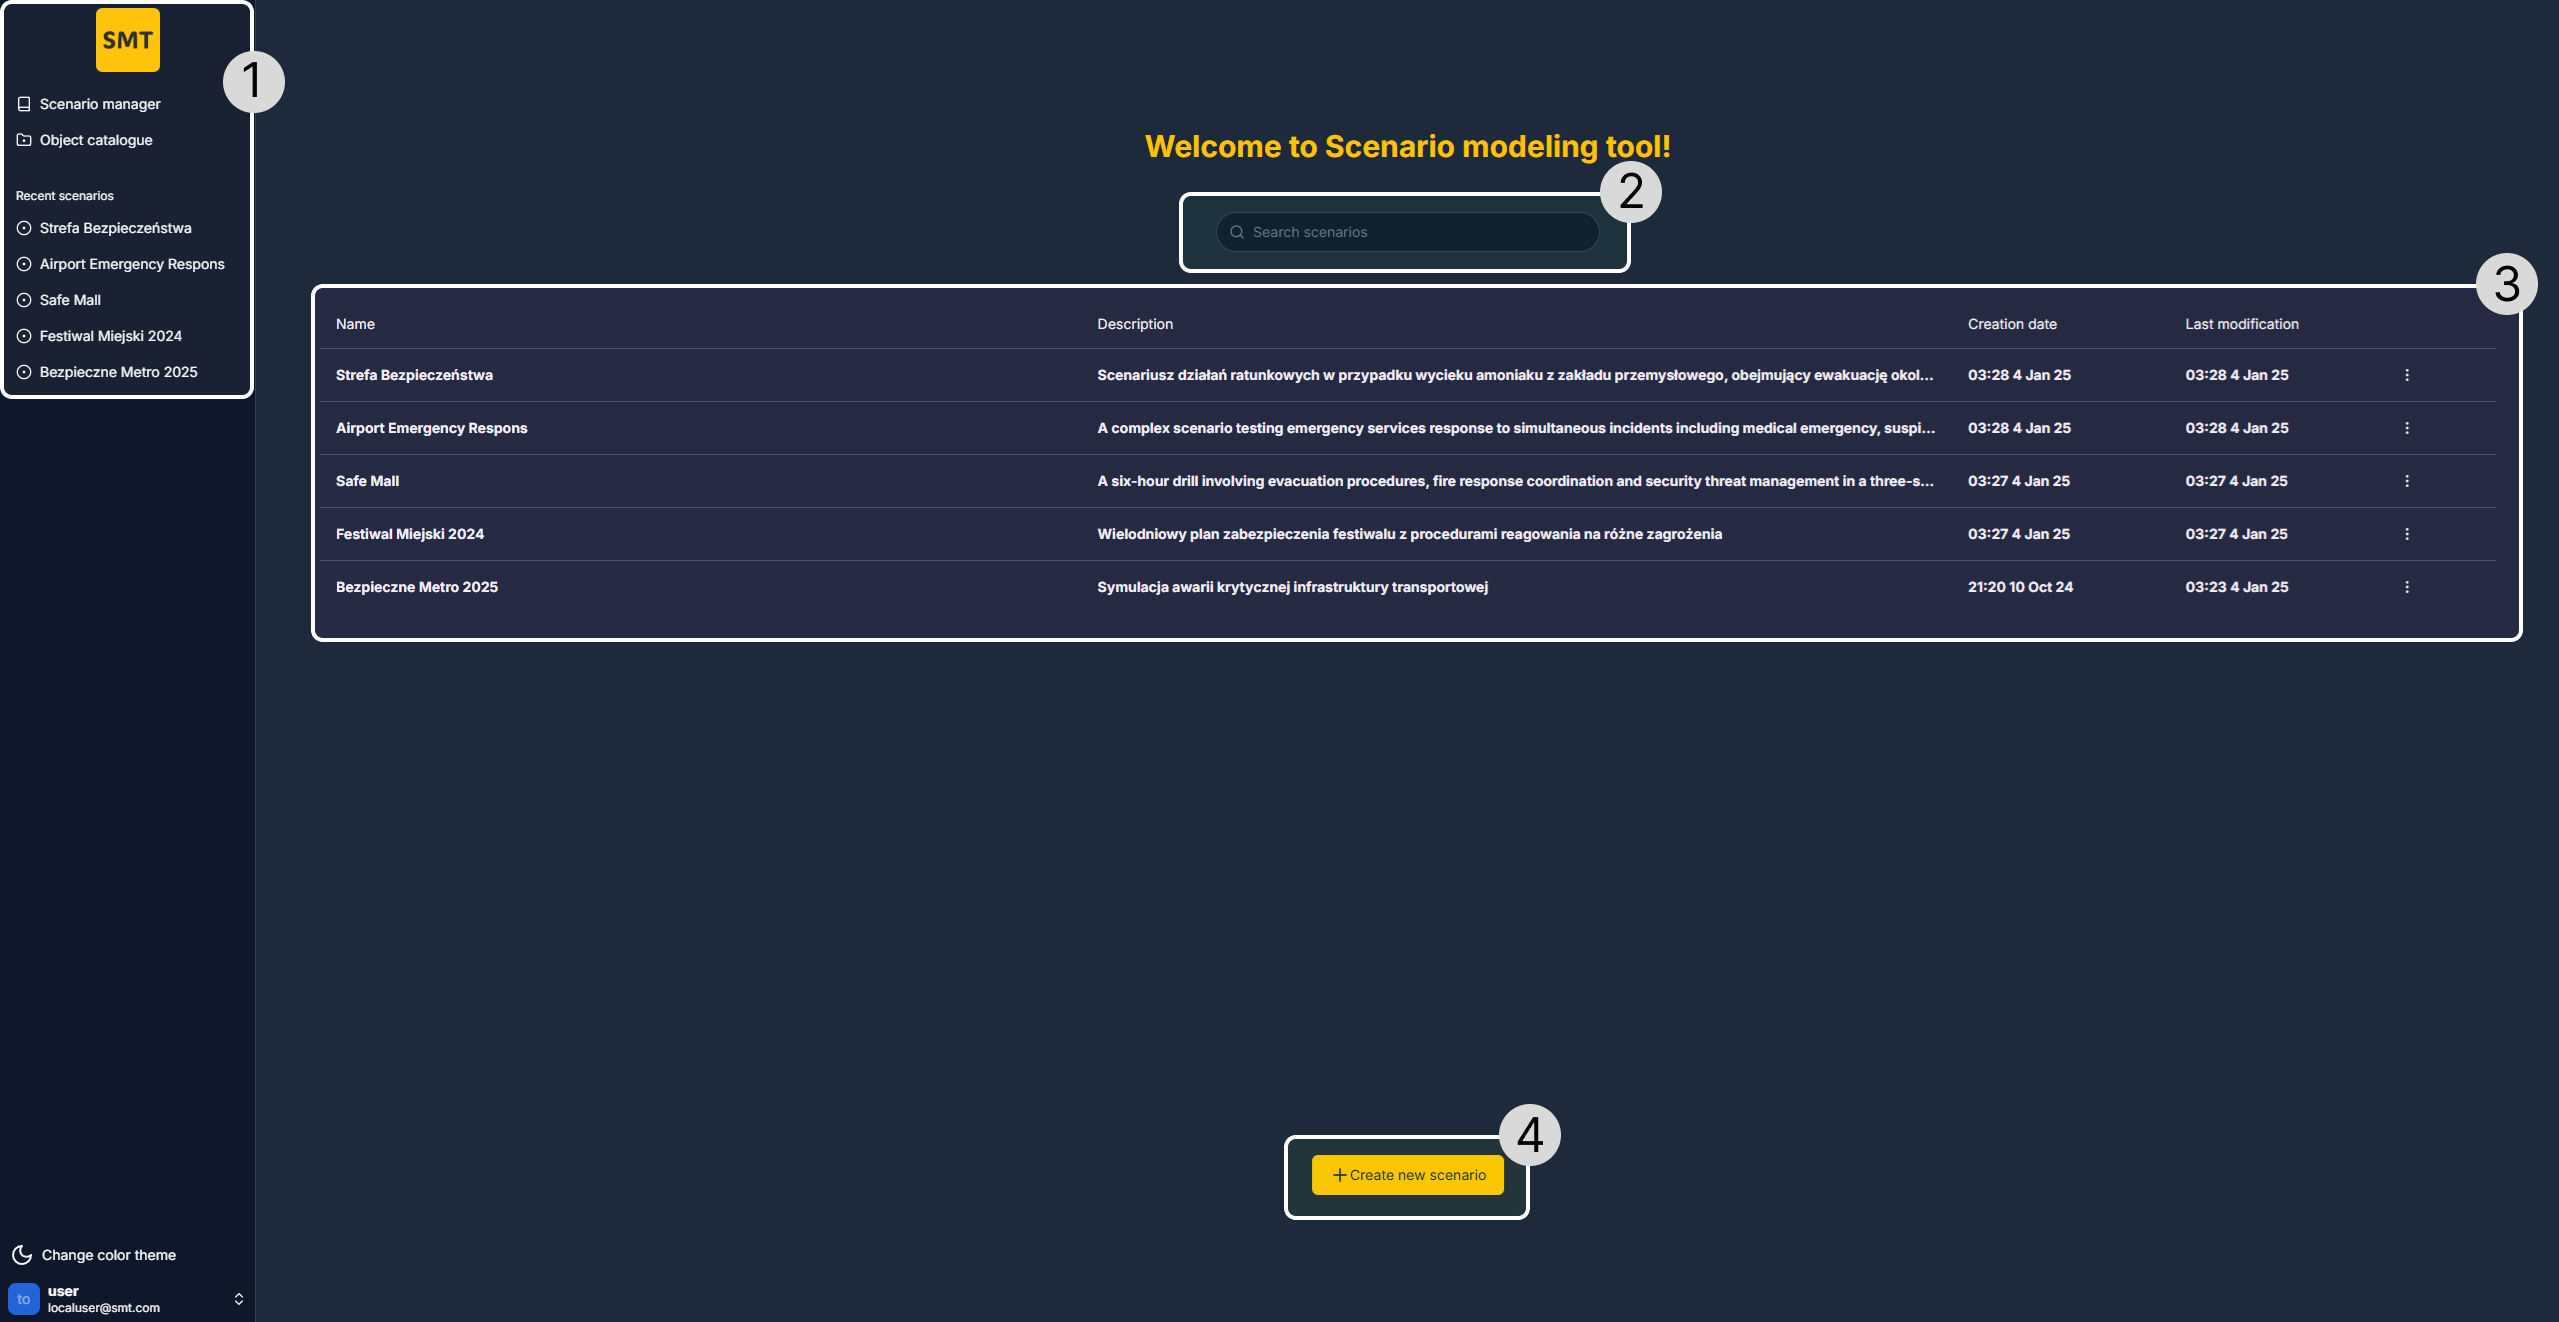 SMT
1
Scenario manager
Object catalogue
Recent scenarios
Strefa Bezpieczeństwa
Airport Emergency Respons
Safe Mall
Festiwal Miejski 2024
Bezpieczne Metro 2025
Welcome to Scenario modeling tool!
2
Search scenarios
3
Name Description Creation date Last modification
Strefa Bezpieczeństwa Scenariusz działań ratunkowych w przypadku wycieku amoniaku z zakładu przemysłowego, obejmujący ewakuację okol... 03:28 4 Jan 25 03:28 4 Jan 25
Airport Emergency Respons A complex scenario testing emergency services response to simultaneous incidents including medical emergency, suspi... 03:28 4 Jan 25 03:28 4 Jan 25
Safe Mall A six-hour drill involving evacuation procedures, fire response coordination and security threat management in a three-s... 03:27 4 Jan 25 03:27 4 Jan 25
Festiwal Miejski 2024 Wielodniowy plan zabezpieczenia festiwalu z procedurami reagowania na różne zagrożenia 03:27 4 Jan 25 03:27 4 Jan 25
Bezpieczne Metro 2025 Symulacja awarii krytycznej infrastruktury transportowej 21:20 10 Oct 24 03:23 4 Jan 25
4
Create new scenario
Change color theme
to
user
localuser@smt.com